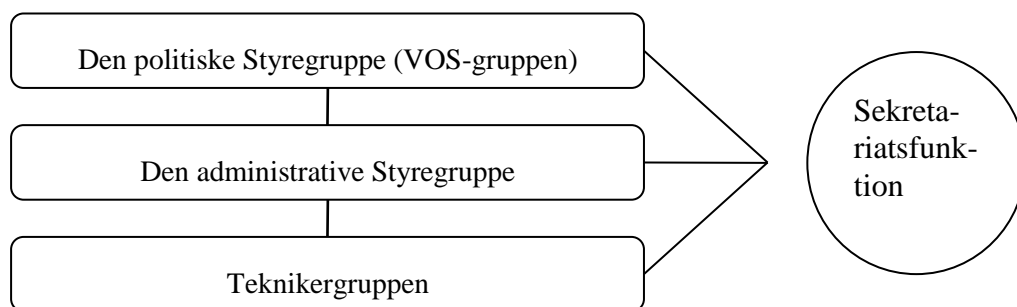 Den politiske Styregruppe (VOS-gruppen)
Den administrative Styregruppe
Teknikergruppen
Sekreta-
riatsfunk-
tion